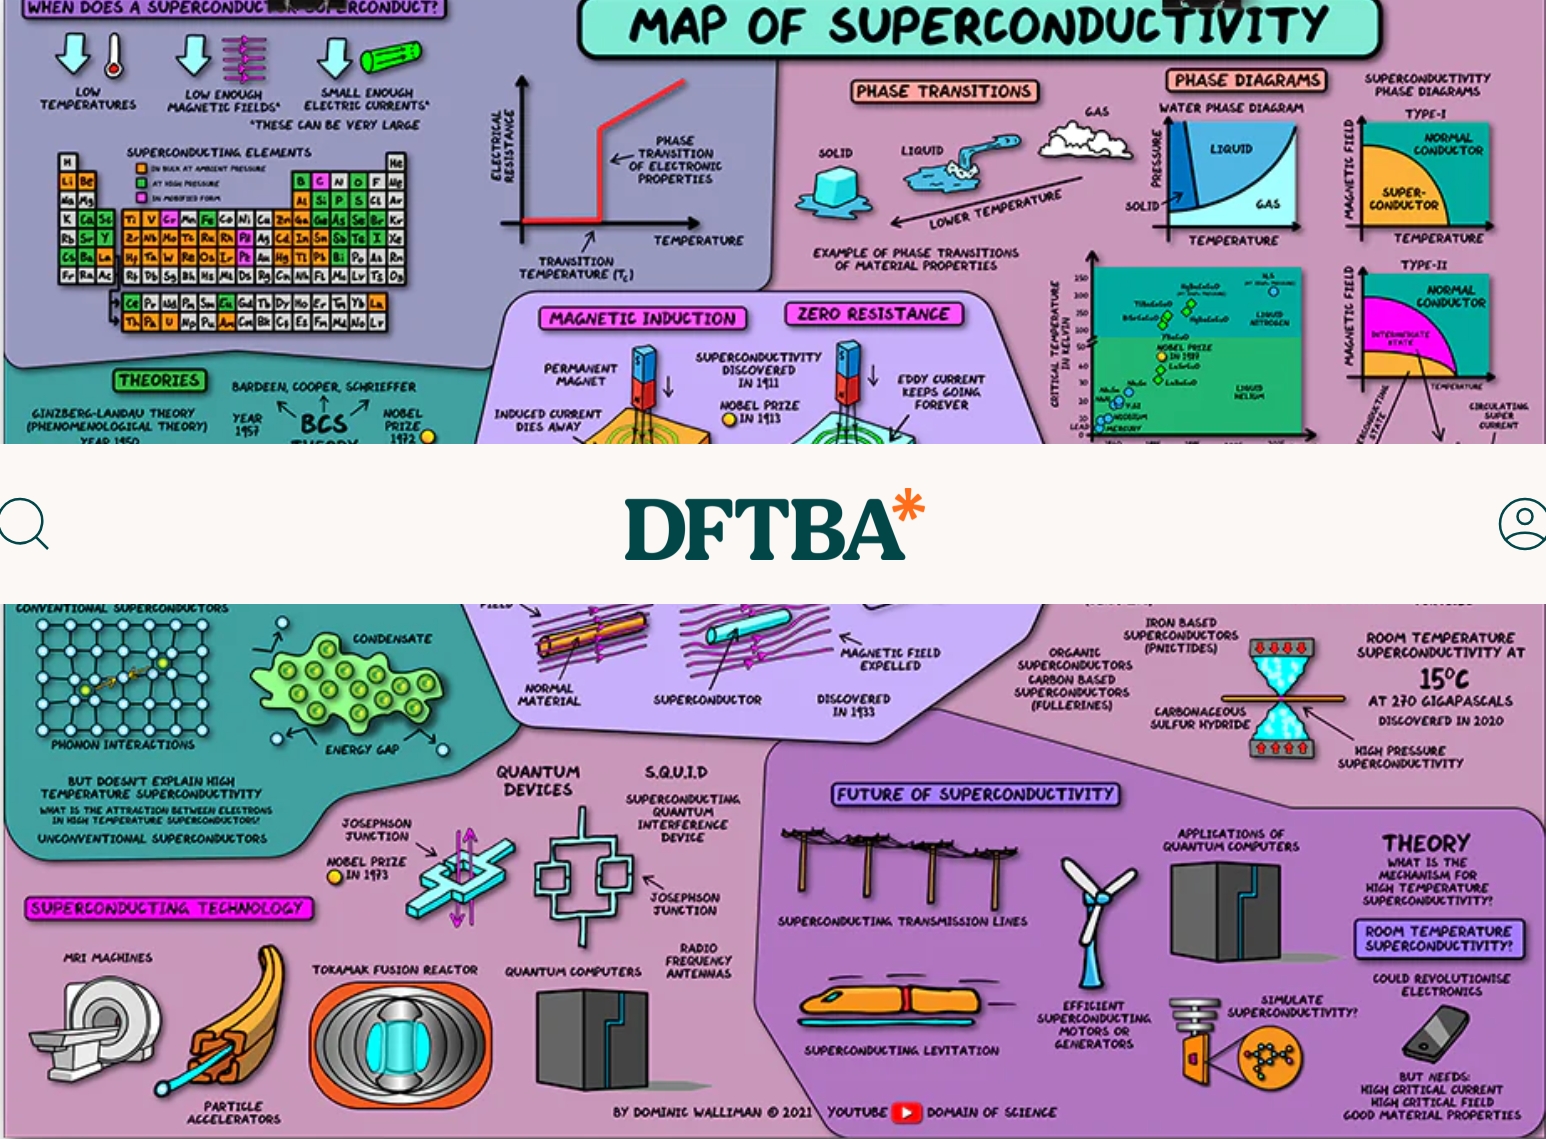 WHEN DOES A SUPERCONDUCTOR SUPERCONDUCT?
LOW
TEMPERATURES
LOW ENOUGH
MAGNETIC FIELDS*
SMALL ENOUGH
ELECTRIC CURRENTS*
*THESE CAN BE VERY LARGE
SUPERCONDUCTING ELEMENTS
IN BULK AT AMBIENT PRESSURE
AT HIGH PRESSURE
IN MODIFIED FORM
H He
Li Be B C N O F Ne
Na Mg Al Si P S Cl Ar
K Ca Sc Ti V Cr Mn Fe Co Ni Cu Zn Ga Ge As Se Br Kr
Rb Sr Y Zr Nb Mo Tc Ru Rh Pd Ag Cd In Sn Sb Te I Xe
Cs Ba La Hf Ta W Re Os Ir Pt Au Hg Tl Pb Bi Po At Rn
Fr Ra Ac Rf Db Sg Bh Hs Mt Ds Rg Cn Nh FL Mc Lv Ts Og
Ce Pr Nd Pm Sm Eu Gd Tb Dy Ho Er Tm Yb
Th Pa U Np Pu Am Cm Bk Cf Es Fm Md No Lr
MAP OF SUPERCONDUCTIVITY
ELECTRICAL
RESISTANCE
PHASE
TRANSITION
OF ELECTRONIC
PROPERTIES
TEMPERATURE
TRANSITION
TEMPERATURE (Tc)
PHASE TRANSITIONS
SOLID
LIQUID
GAS
LOWER TEMPERATURE
EXAMPLE OF PHASE TRANSITIONS
OF MATERIAL PROPERTIES
PHASE DIAGRAMS
WATER PHASE DIAGRAM
PRESSURE
LIQUID
SOLID
GAS
TEMPERATURE
SUPERCONDUCTIVITY
PHASE DIAGRAMS
TYPE-I
MAGNETIC FIELD
NORMAL
CONDUCTOR
SUPER-
CONDUCTOR
TEMPERATURE
TYPE-II
MAGNETIC FIELD
NORMAL
CONDUCTOR
INTERMEDIATE
STATE
TEMPERATURE
CIRCULATING
SUPER
CURRENT
CRITICAL TEMPERATURE
IN KELVIN
LIQUID
NITROGEN
NOBEL PRIZE
IN 1987
LIQUID
HELIUM
NIOBIUM
LEAD
MERCURY
THEORIES
GINZBERG-LANDAU THEORY
(PHENOMENOLOGICAL THEORY)
YEAR 1950
BARDEEN, COOPER, SCHRIEFFER
YEAR
1957
BCS
THEORY
NOBEL
PRIZE
1972
MAGNETIC INDUCTION
ZERO RESISTANCE
PERMANENT
MAGNET
INDUCED CURRENT
DIES AWAY
SUPERCONDUCTIVITY
DISCOVERED
IN 1911
NOBEL PRIZE
IN 1913
EDDY CURRENT
KEEPS GOING
FOREVER
DFTBA*
CONVENTIONAL SUPERCONDUCTORS
CONDENSATE
PHONON INTERACTIONS
ENERGY GAP
BUT DOESN'T EXPLAIN HIGH
TEMPERATURE SUPERCONDUCTIVITY
WHAT IS THE ATTRACTION BETWEEN ELECTRONS
IN HIGH TEMPERATURE SUPERCONDUCTORS?
UNCONVENTIONAL SUPERCONDUCTORS
FIELD
NORMAL
MATERIAL
SUPERCONDUCTOR
MAGNETIC FIELD
EXPELLED
DISCOVERED
IN 1933
IRON BASED
SUPERCONDUCTORS
(PNICTIDES)
ORGANIC
SUPERCONDUCTORS
CARBON BASED
SUPERCONDUCTORS
(FULLERINES)
CARBONACEOUS
SULFUR HYDRIDE
ROOM TEMPERATURE
SUPERCONDUCTIVITY AT
15°C
AT 270 GIGAPASCALS
DISCOVERED IN 2020
HIGH PRESSURE
SUPERCONDUCTIVITY
QUANTUM
DEVICES
JOSEPHSON
JUNCTION
NOBEL PRIZE
IN 1973
S.Q.U.I.D
SUPERCONDUCTING
QUANTUM
INTERFERENCE
DEVICE
JOSEPHSON
JUNCTION
SUPERCONDUCTING TECHNOLOGY
MRI MACHINES
PARTICLE
ACCELERATORS
TOKAMAK FUSION REACTOR
QUANTUM COMPUTERS
RADIO
FREQUENCY
ANTENNAS
FUTURE OF SUPERCONDUCTIVITY
SUPERCONDUCTING TRANSMISSION LINES
SUPERCONDUCTING LEVITATION
EFFICIENT
SUPERCONDUCTING
MOTORS OR
GENERATORS
APPLICATIONS OF
QUANTUM COMPUTERS
SIMULATE
SUPERCONDUCTIVITY?
THEORY
WHAT IS THE
MECHANISM FOR
HIGH TEMPERATURE
SUPERCONDUCTIVITY?
ROOM TEMPERATURE
SUPERCONDUCTIVITY?
COULD REVOLUTIONISE
ELECTRONICS
BUT NEEDS:
HIGH CRITICAL CURRENT
HIGH CRITICAL FIELD
GOOD MATERIAL PROPERTIES
BY DOMINIC WALLIMAN © 2021 YOUTUBE DOMAIN OF SCIENCE